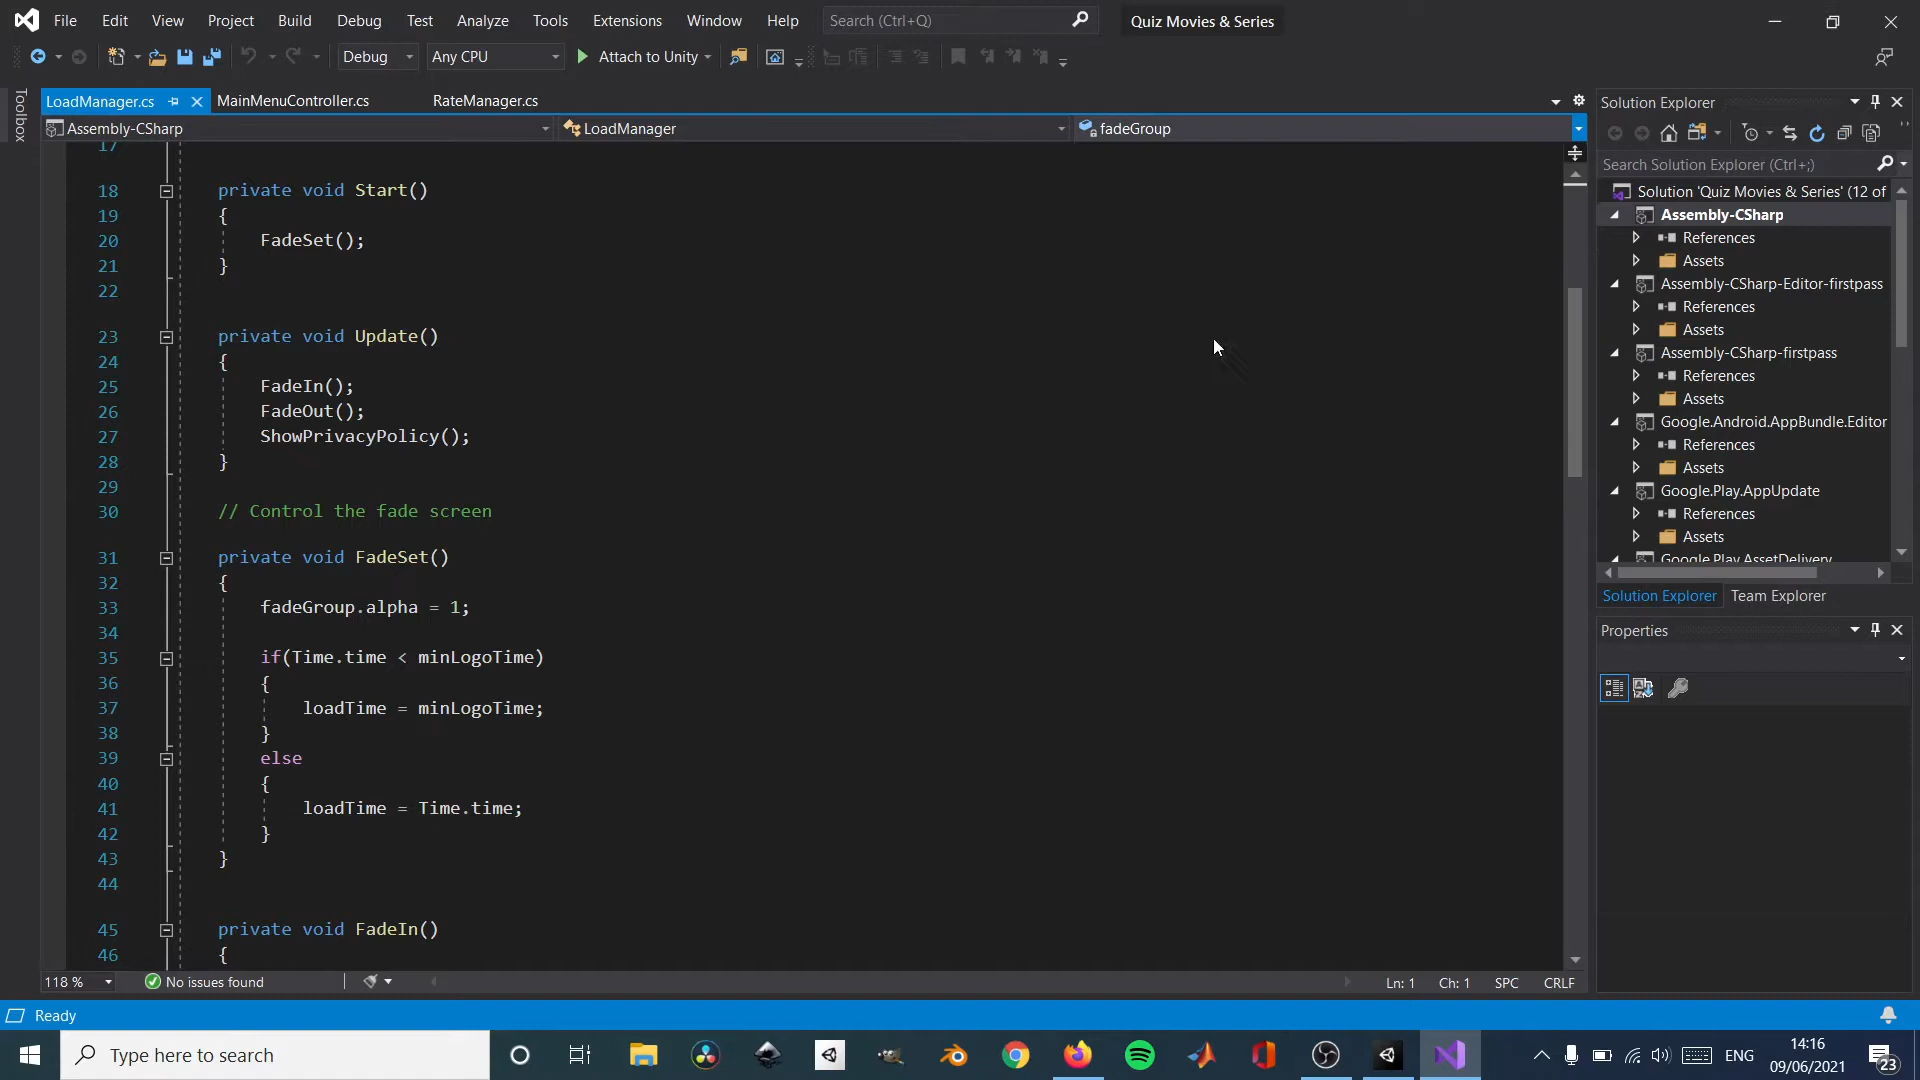 File Edit View Project Build Debug Test Analyze Tools Extensions Window Help Search (Ctrl+Q) Quiz Movies & Series
Debug Any CPU Attach to Unity
Toolbox
LoadManager.cs MainMenuController.cs RateManager.cs
Assembly-CSharp LoadManager fadeGroup
17
18 private void Start()
19 {
20 FadeSet();
21 }
22
23 private void Update()
24 {
25 FadeIn();
26 FadeOut();
27 ShowPrivacyPolicy();
28 }
29
30 // Control the fade screen
31 private void FadeSet()
32 {
33 fadeGroup.alpha = 1;
34
35 if(Time.time < minLogoTime)
36 {
37 loadTime = minLogoTime;
38 }
39 else
40 {
41 loadTime = Time.time;
42 }
43 }
44
45 private void FadeIn()
46 {
118 % No issues found Ln: 1 Ch: 1 SPC CRLF
Solution Explorer
Search Solution Explorer (Ctrl+;)
Solution 'Quiz Movies & Series' (12 of
Assembly-CSharp
References
Assets
Assembly-CSharp-Editor-firstpass
References
Assets
Assembly-CSharp-firstpass
References
Assets
Google.Android.AppBundle.Editor
References
Assets
Google.Play.AppUpdate
References
Assets
Google.Play.AssetDelivery
Solution Explorer Team Explorer
Properties
Ready
Type here to search
ENG
14:16
09/06/2021
23